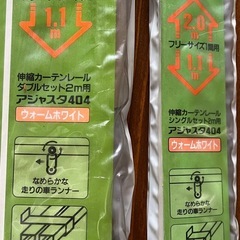 1.1
m
伸縮カーテンレール
ダブルセット2m用
アジャスタ404
ウォームホワイト
なめらかな
走りの車ランナー
2.0
m
フリーサイズ1間用
1.1
m
伸縮カーテンレール
シングルセット2m用
アジャスタ404
ウォームホワイト
なめらかな
走りの車ランナー